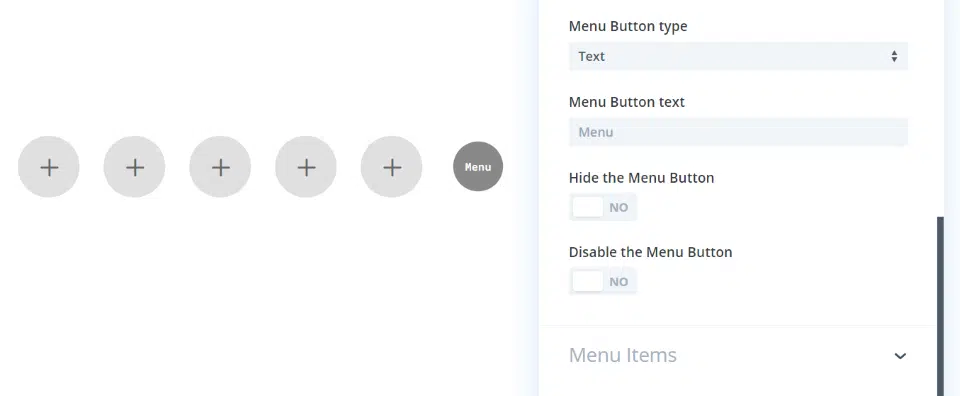 Menu
Menu Button type
Text
Menu Button text
Menu
Hide the Menu Button
NO
Disable the Menu Button
NO
Menu Items